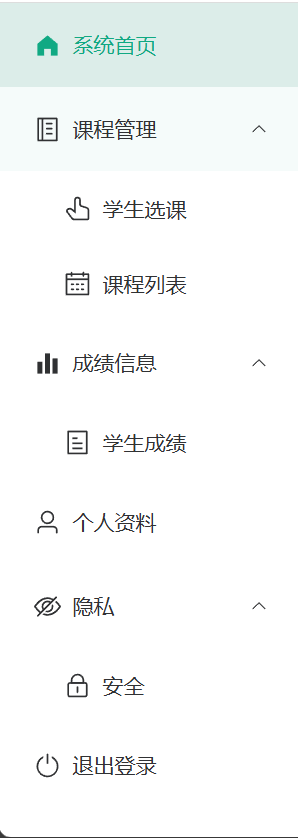 系统首页
课程管理
学生选课
课程列表
成绩信息
学生成绩
个人资料
隐私
安全
退出登录